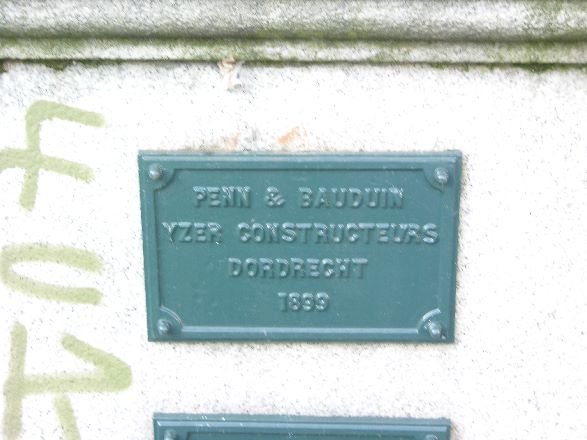 PENN & BAUDUIN
YZER CONSTRUCTEURS
DORDRECHT
1899